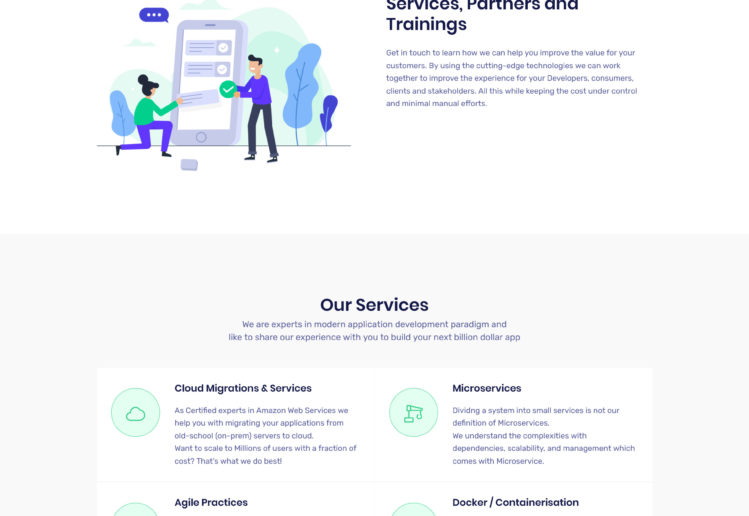 Services, Partners and
Trainings
Get in touch to learn how we can help you improve the value for your
customers. By using the cutting-edge technologies we can work
together to improve the experience for your Developers, consumers,
clients and stakeholders. All this while keeping the cost under control
and minimal manual efforts.
Our Services
We are experts in modern application development paradigm and
like to share our experience with you to build your next billion dollar app
Cloud Migrations & Services
As Certified experts in Amazon Web Services we
help you with migrating your applications from
old-school (on-prem) servers to cloud.
Want to scale to Millions of users with a fraction of
cost? That's what we do best!
Microservices
Dividng a system into small services is not our
definition of Microservices.
We understand the complexities with
dependencies, scalability, and management which
comes with Microservice.
Agile Practices
Docker / Containerisation